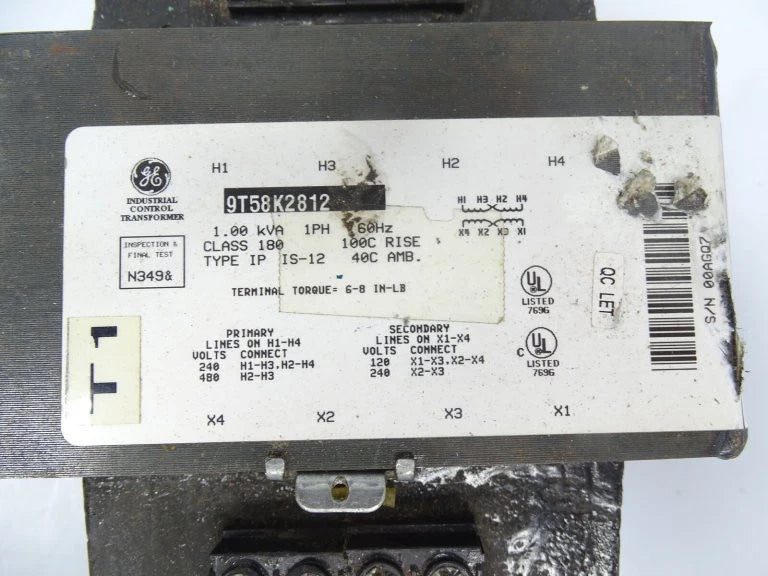 H1 H3 H2 H4
GE
INDUSTRIAL
CONTROL
TRANSFORMER
9T58K2812
H1 H3 H2 H4
X4 X2 X3 X1
1.00 kVA 1PH 60Hz
CLASS 180 100C RISE
TYPE IP IS-12 40C AMB.
INSPECTION &
FINAL TEST
N349&
TERMINAL TORQUE= 6-8 IN-LB
UL
LISTED
7696
QC LET
S/N 00AGQ7
T1
PRIMARY
LINES ON H1-H4
VOLTS CONNECT
240 H1-H3,H2-H4
480 H2-H3
SECONDARY
LINES ON X1-X4
VOLTS CONNECT
120 X1-X3,X2-X4
240 X2-X3
C UL
LISTED
7696
X4 X2 X3 X1